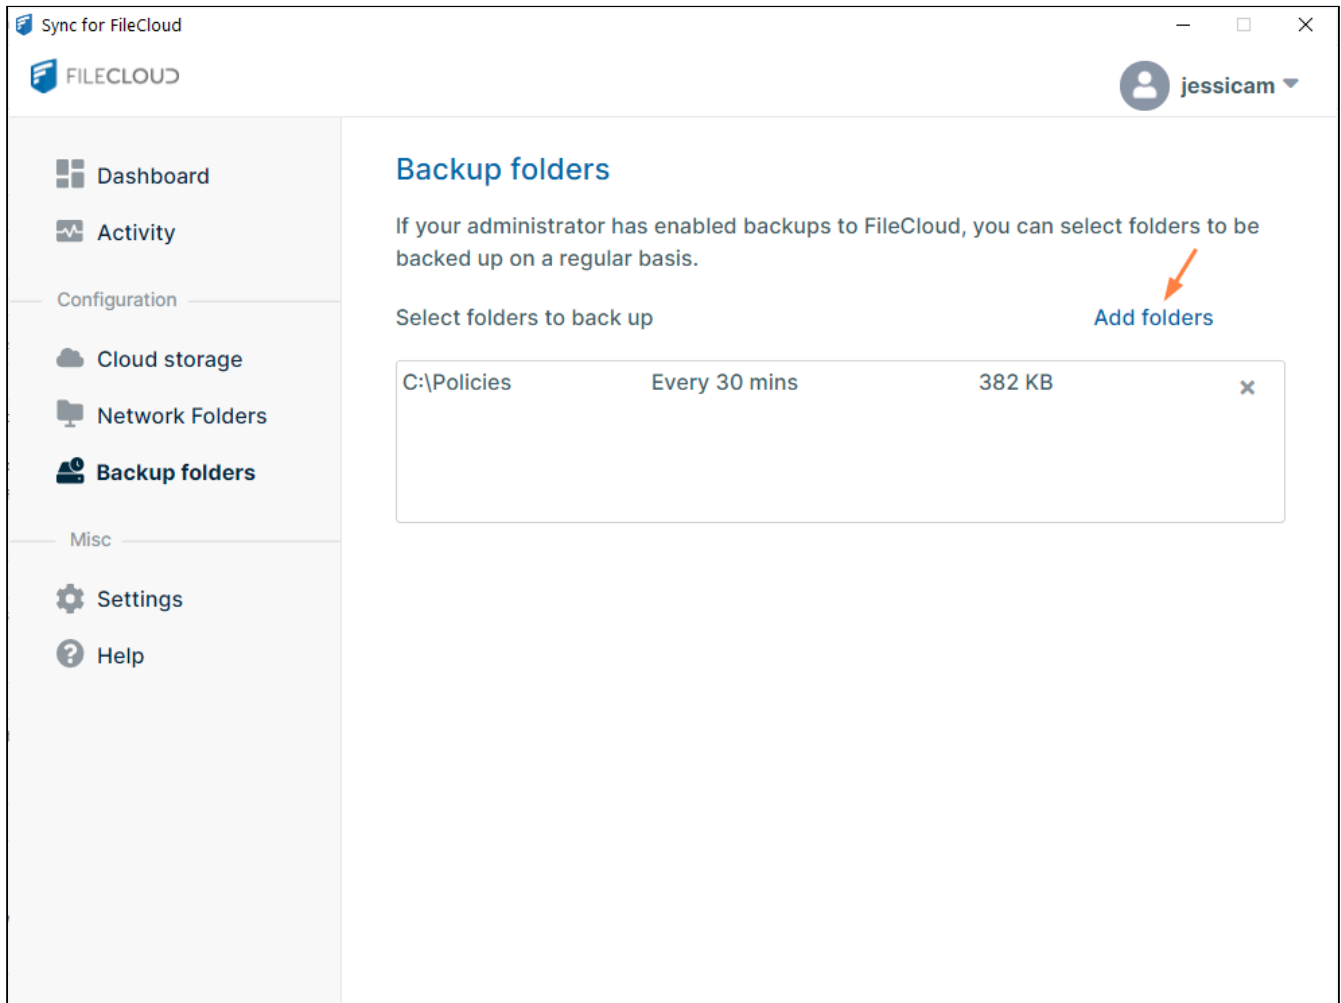 Sync for FileCloud
FILECLOUD
jessicam
Dashboard
Activity
Configuration
Cloud storage
Network Folders
Backup folders
Misc
Settings
Help
Backup folders
If your administrator has enabled backups to FileCloud, you can select folders to be
backed up on a regular basis.
Select folders to back up Add folders
C:\Policies Every 30 mins 382 KB